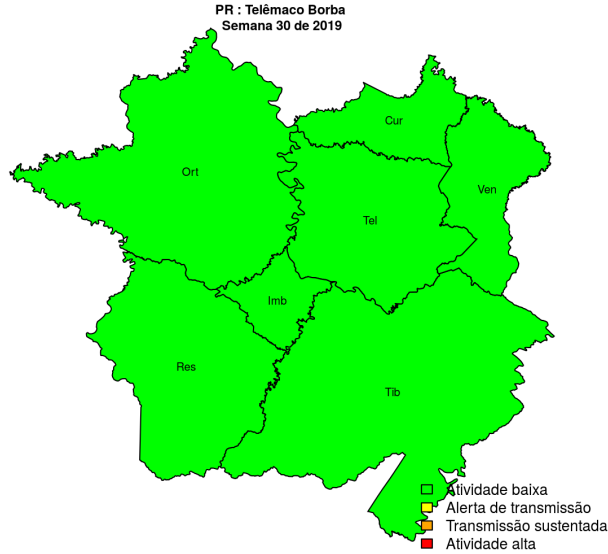 PR : Telêmaco Borba
Semana 30 de 2019
Cur
Ort
Ven
Tel
Imb
Res
Tib
Atividade baixa
Alerta de transmissão
Transmissão sustentada
Atividade alta